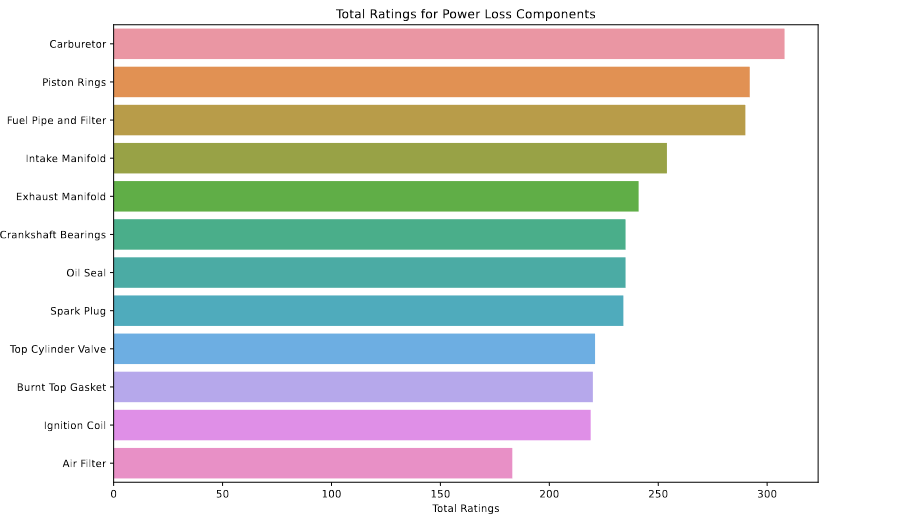 Total Ratings for Power Loss Components
Carburetor
Piston Rings
Fuel Pipe and Filter
Intake Manifold
Exhaust Manifold
Crankshaft Bearings
Oil Seal
Spark Plug
Top Cylinder Valve
Burnt Top Gasket
Ignition Coil
Air Filter
0 50 100 150 200 250 300
Total Ratings